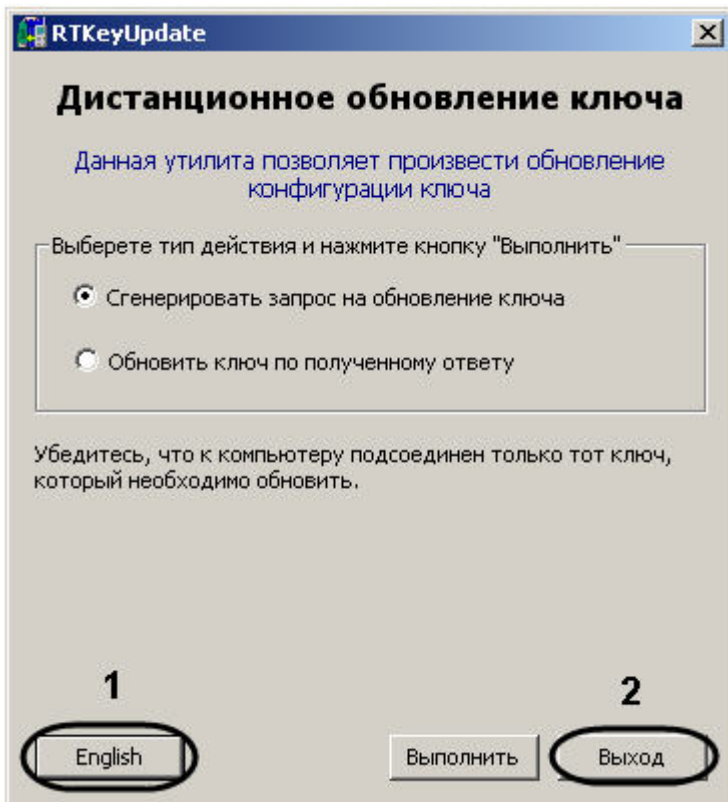 RTKeyUpdate
Дистанционное обновление ключа
Данная утилита позволяет произвести обновление
конфигурации ключа
Выберете тип действия и нажмите кнопку "Выполнить"
Сгенерировать запрос на обновление ключа
Обновить ключ по полученному ответу
Убедитесь, что к компьютеру подсоединен только тот ключ,
который необходимо обновить.
1
2
English
Выполнить
Выход